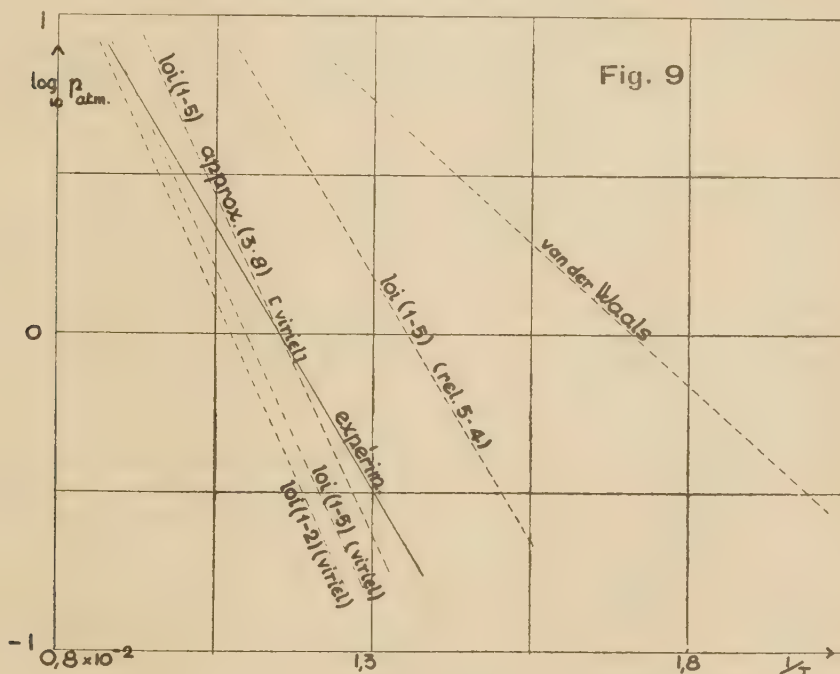 1
log₁₀ p atm.
Fig. 9
loi (1-5) approx. (3.8) [viriel]
loi (1-5) (rel. 5.4)
van der Waals
0
expérim.
loi (1-5) (viriel)
loi (1-2) (viriel)
-1
0,8 × 10⁻²
1,3
1,8
1/T